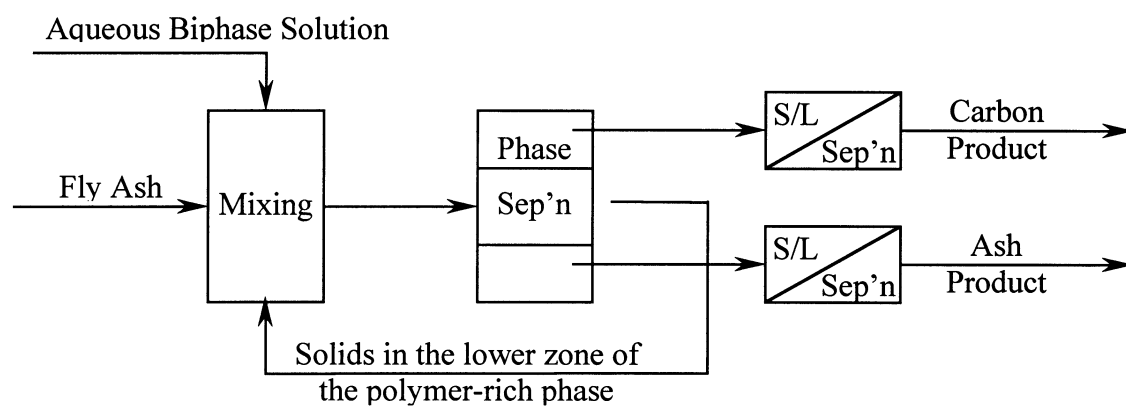 Aqueous Biphase Solution
Fly Ash
Mixing
Phase
Sep'n
S/L
Sep'n
Carbon
Product
S/L
Sep'n
Ash
Product
Solids in the lower zone of
the polymer-rich phase